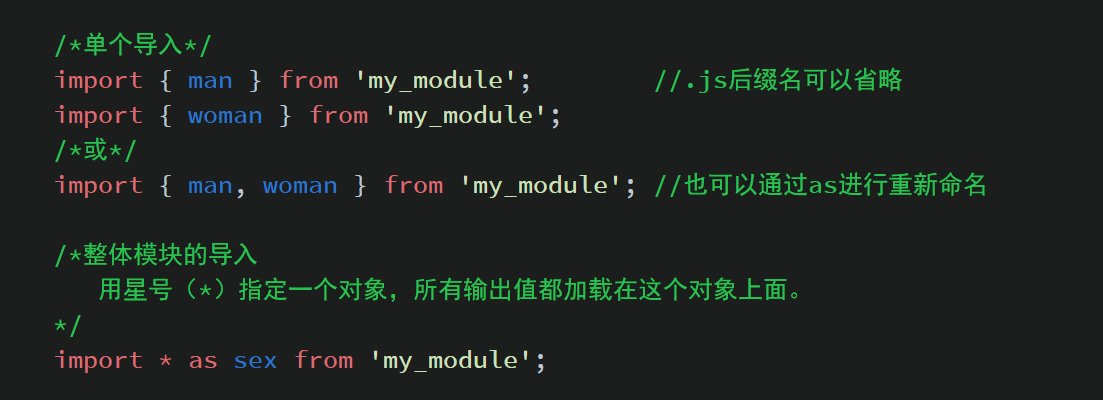 /*单个导入*/
import { man } from 'my_module';        //.js后缀名可以省略
import { woman } from 'my_module';
/*或*/
import { man, woman } from 'my_module'; //也可以通过as进行重新命名
/*整体模块的导入
   用星号（*）指定一个对象，所有输出值都加载在这个对象上面。
*/
import * as sex from 'my_module';